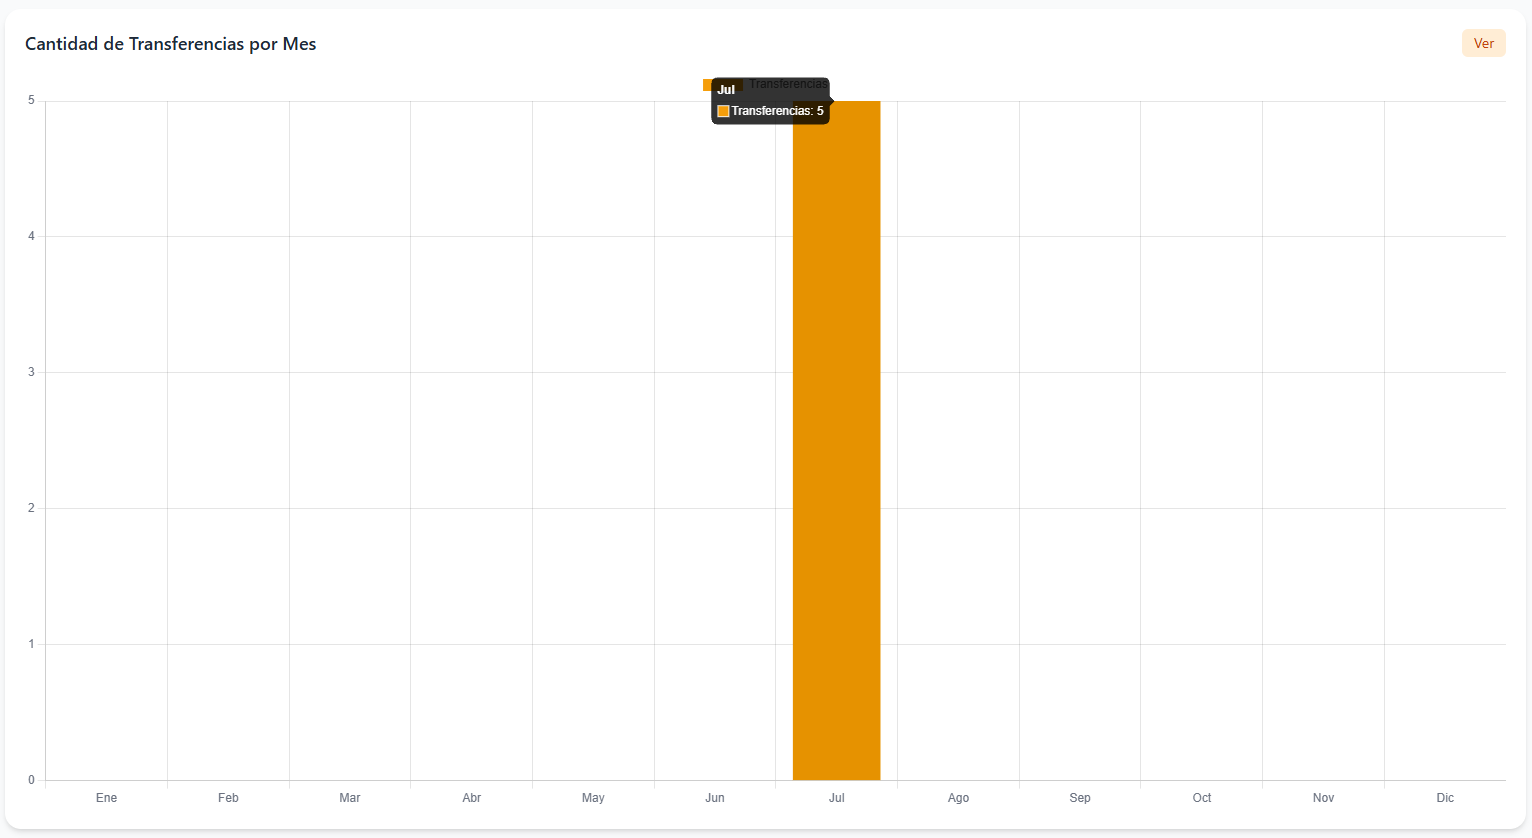 Cantidad de Transferencias por Mes
Ver
Transferencias
Jul
Transferencias: 5
5
4
3
2
1
0
Ene Feb Mar Abr May Jun Jul Ago Sep Oct Nov Dic